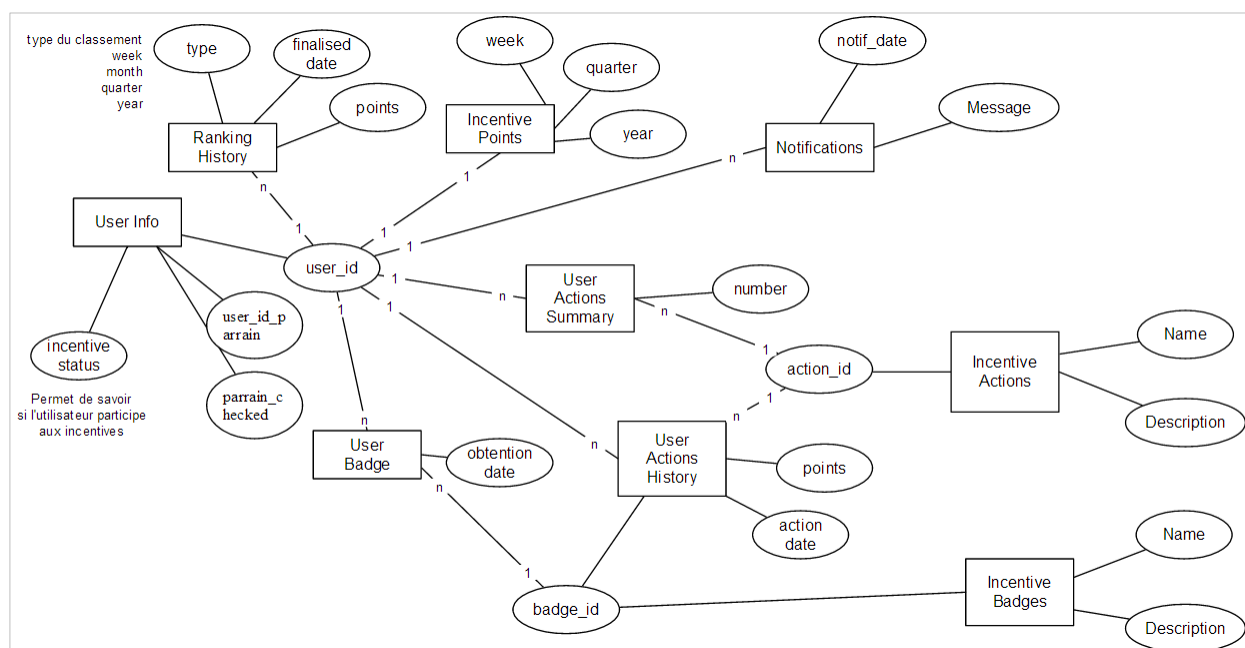 type du classement
week
month
quarter
year
type
finalised
date
points
week
quarter
year
notif_date
Message
Ranking
History
Incentive
Points
Notifications
n
1
n
1
1
1
User Info
user_id
1
n
1
1
User
Actions
Summary
number
n
user_id_p
arrain
incentive
status
parrain_c
hecked
Permet de savoir
si l'utilisateur participe
aux incentives
1
action_id
1
Incentive
Actions
Name
Description
n
n
n
User
Badge
obtention
date
n
User
Actions
History
points
action
date
1
badge_id
Incentive
Badges
Name
Description